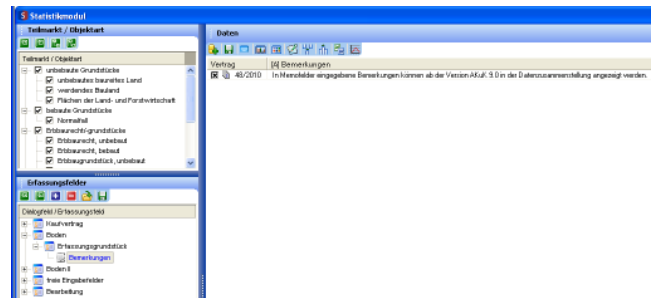 Statistikmodul
Teilmarkt / Objektart
Teilmarkt / Objektart
unbebaute Grundstücke
unbebautes baureifes Land
werdendes Bauland
Flächen der Land- und Forstwirtschaft
bebaute Grundstücke
Normalfall
Erbbaurecht/-grundstücke
Erbbaurecht, unbebaut
Erbbaurecht, bebaut
Erbbaugrundstück, unbebaut
Erfassungsfelder
Dialogfeld / Erfassungsfeld
Kaufvertrag
Boden
Erfassungsgrundstück
Bemerkungen
Boden II
freie Eingabefelder
Bearbeitung
Daten
Vertrag [A] Bemerkungen
48/2010 In Memofelder eingegebene Bemerkungen können ab der Version AKuK 9.0 in der Datenzusammenstellung angezeigt werden.